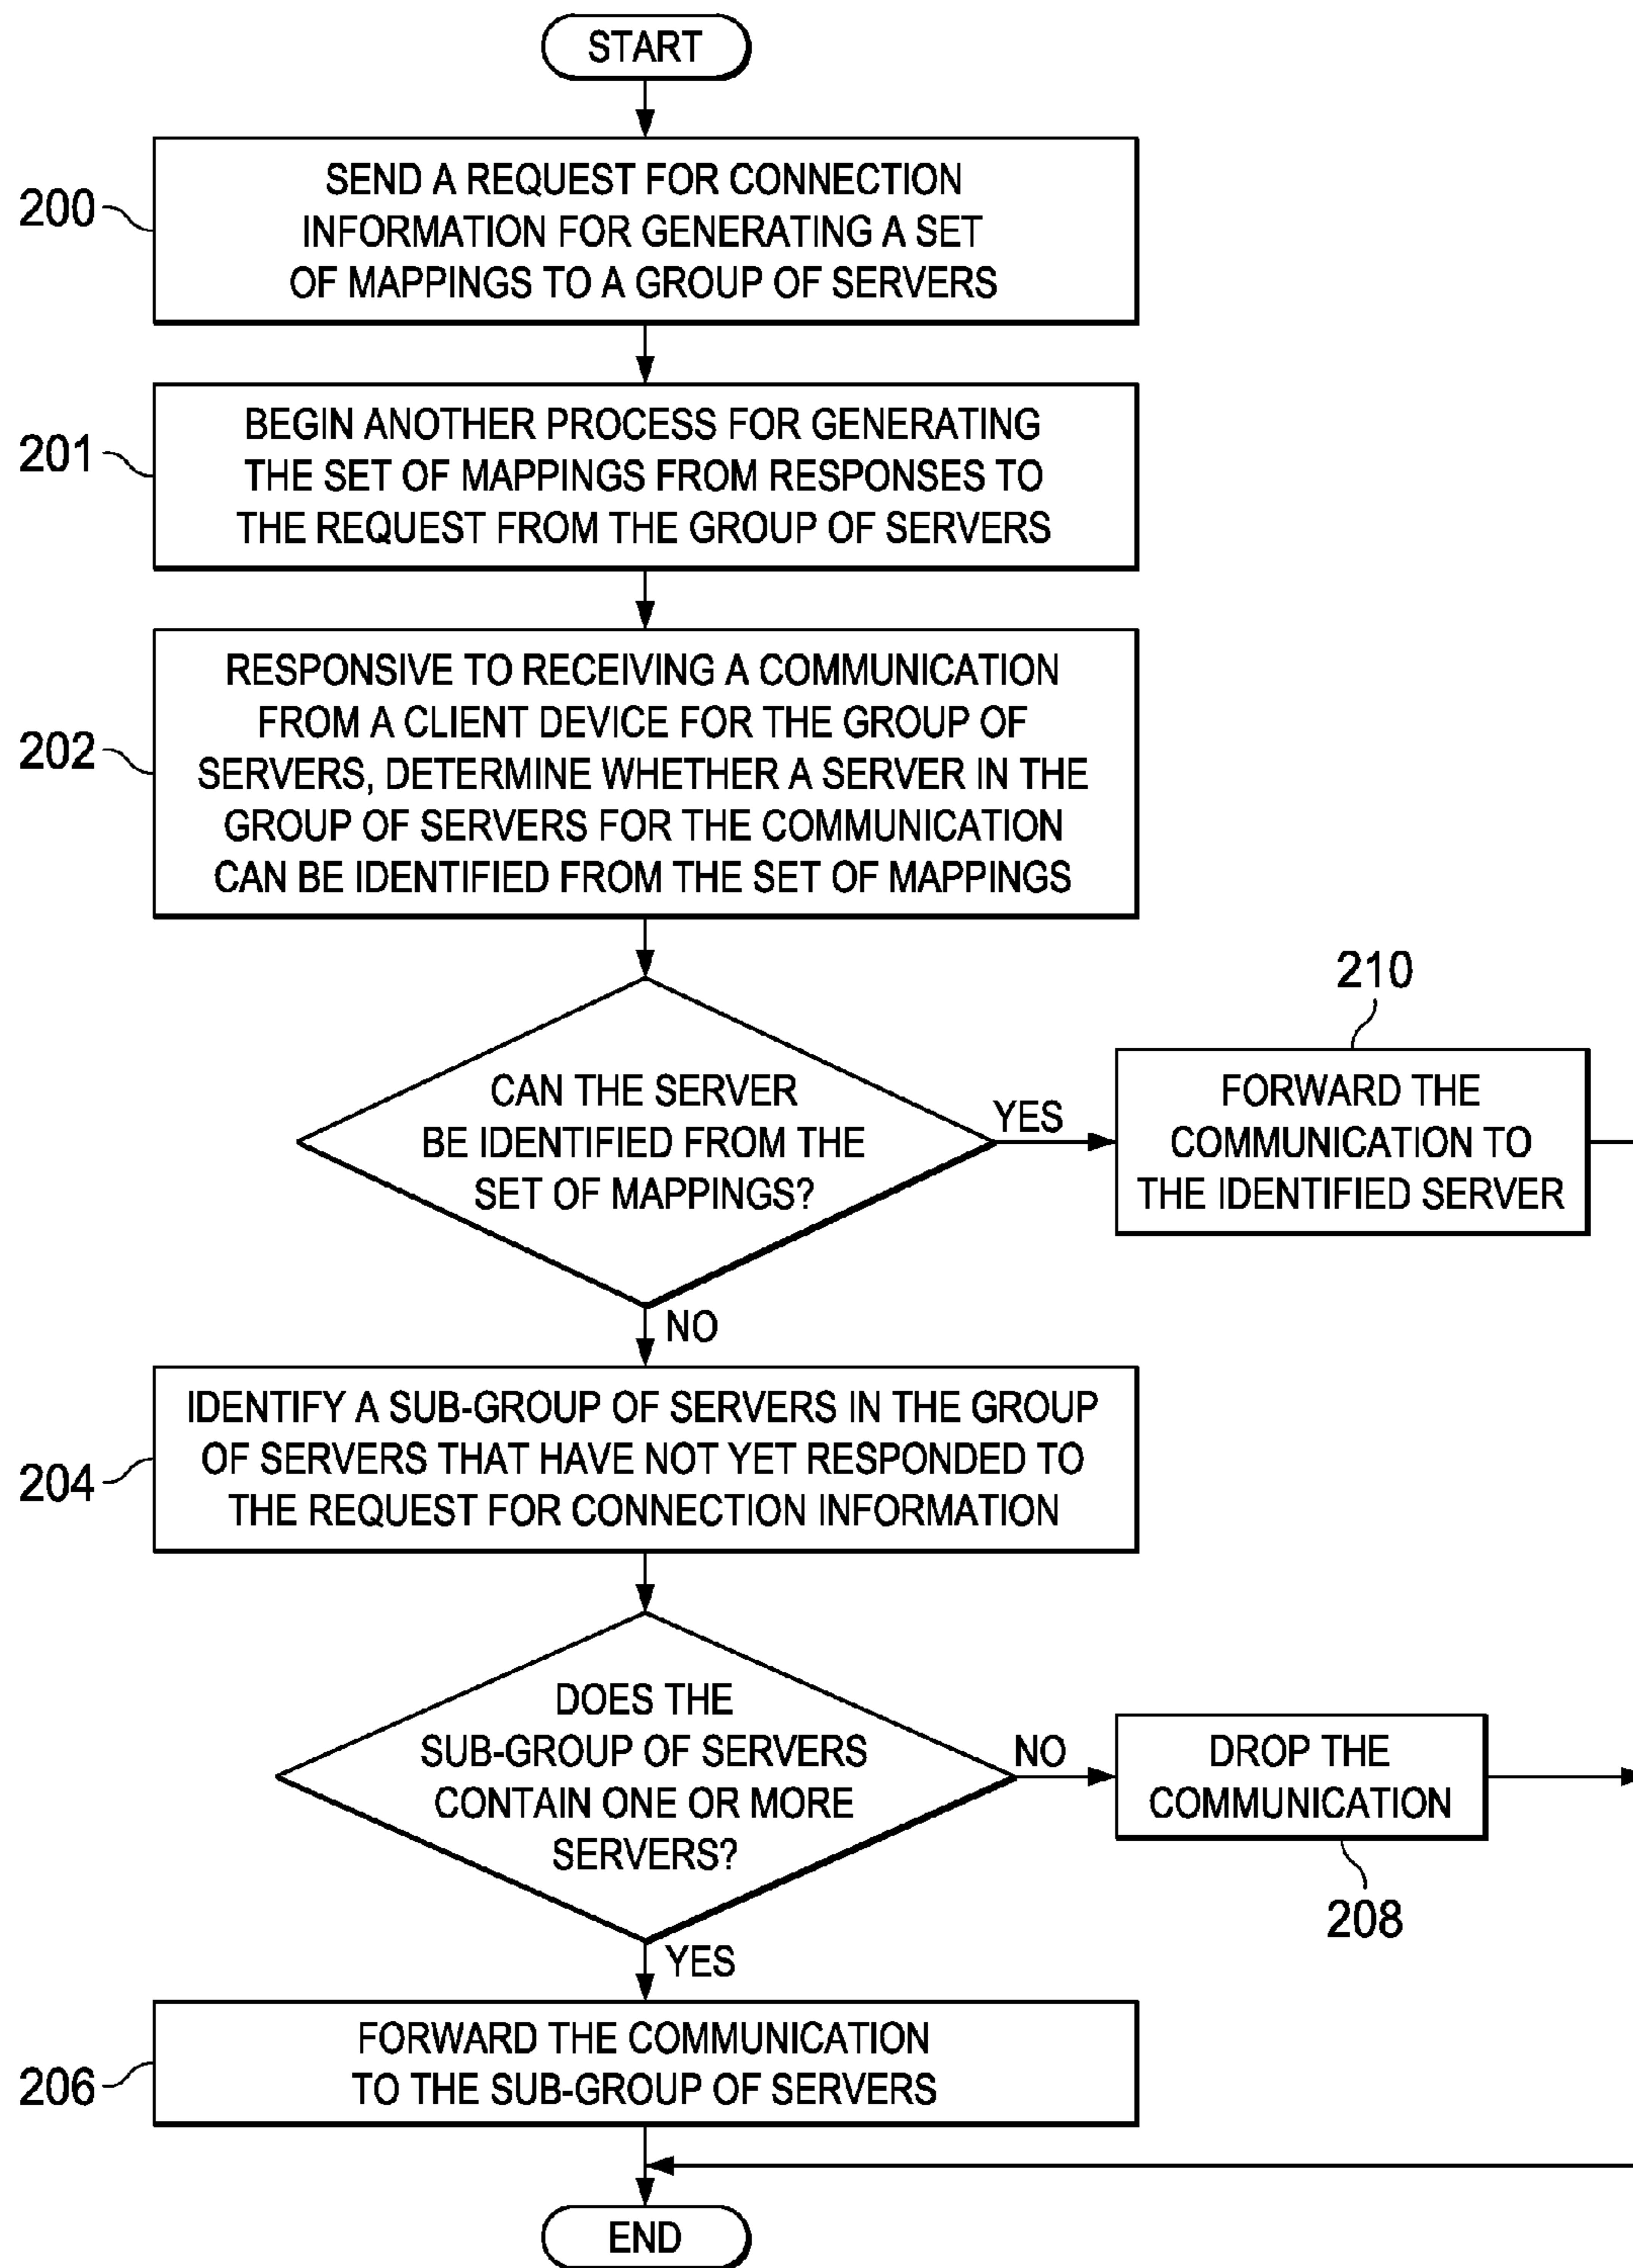 START
200
SEND A REQUEST FOR CONNECTION
INFORMATION FOR GENERATING A SET
OF MAPPINGS TO A GROUP OF SERVERS
201
BEGIN ANOTHER PROCESS FOR GENERATING
THE SET OF MAPPINGS FROM RESPONSES TO
THE REQUEST FROM THE GROUP OF SERVERS
202
RESPONSIVE TO RECEIVING A COMMUNICATION
FROM A CLIENT DEVICE FOR THE GROUP OF
SERVERS, DETERMINE WHETHER A SERVER IN THE
GROUP OF SERVERS FOR THE COMMUNICATION
CAN BE IDENTIFIED FROM THE SET OF MAPPINGS
CAN THE SERVER
BE IDENTIFIED FROM THE
SET OF MAPPINGS?
YES
210
FORWARD THE
COMMUNICATION TO
THE IDENTIFIED SERVER
NO
204
IDENTIFY A SUB-GROUP OF SERVERS IN THE GROUP
OF SERVERS THAT HAVE NOT YET RESPONDED TO
THE REQUEST FOR CONNECTION INFORMATION
DOES THE
SUB-GROUP OF SERVERS
CONTAIN ONE OR MORE
SERVERS?
NO
DROP THE
COMMUNICATION
208
YES
206
FORWARD THE COMMUNICATION
TO THE SUB-GROUP OF SERVERS
END